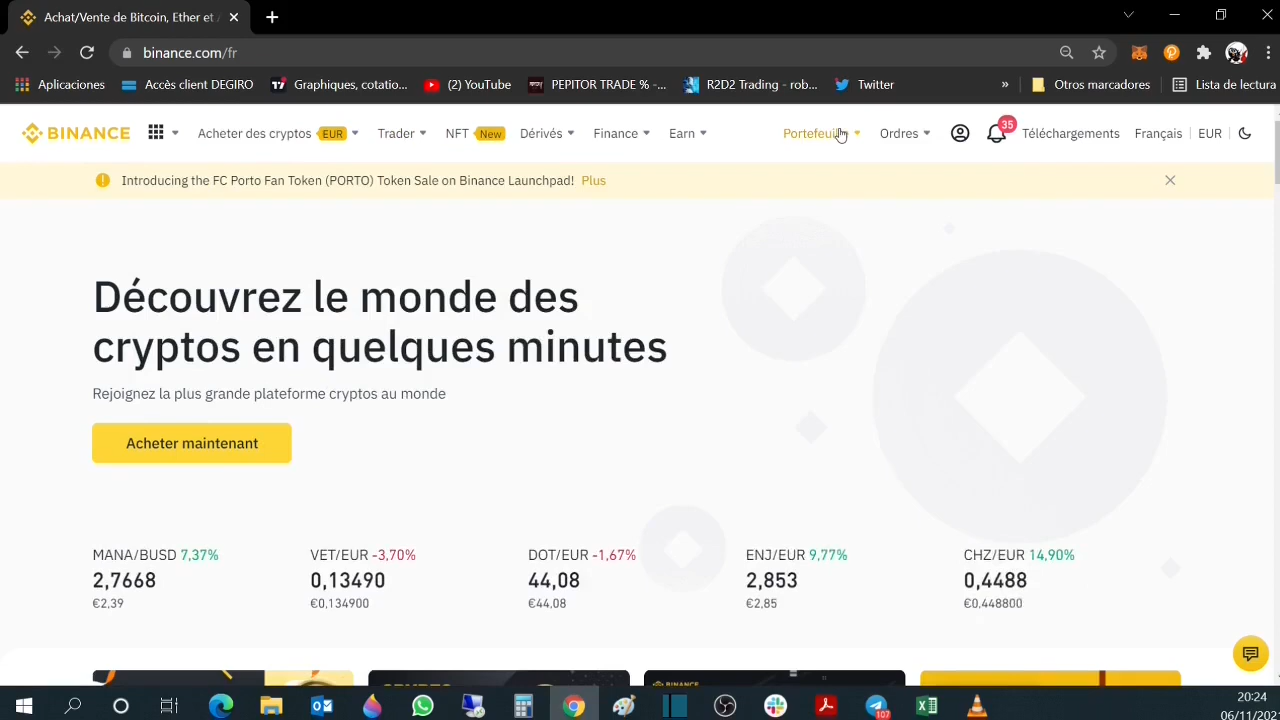 Achat/Vente de Bitcoin, Ether et
binance.com/fr
Aplicaciones
Accès client DEGIRO
Graphiques, cotatio...
(2) YouTube
PEPITOR TRADE % -...
R2D2 Trading - rob...
Twitter
»
Otros marcadores
Lista de lectura
BINANCE
Acheter des cryptos EUR
Trader
NFT New
Dérivés
Finance
Earn
Ordres
35
Téléchargements
Français
EUR
Introducing the FC Porto Fan Token (PORTO) Token Sale on Binance Launchpad! Plus
Découvrez le monde des
cryptos en quelques minutes
Rejoignez la plus grande plateforme cryptos au monde
Acheter maintenant
MANA/BUSD 7,37%
2,7668
€2,39
VET/EUR -3,70%
0,13490
€0,134900
DOT/EUR -1,67%
44,08
€44,08
ENJ/EUR 9,77%
2,853
€2,85
CHZ/EUR 14,90%
0,4488
€0,448800
BINANCE
107
20:24
06/11/202